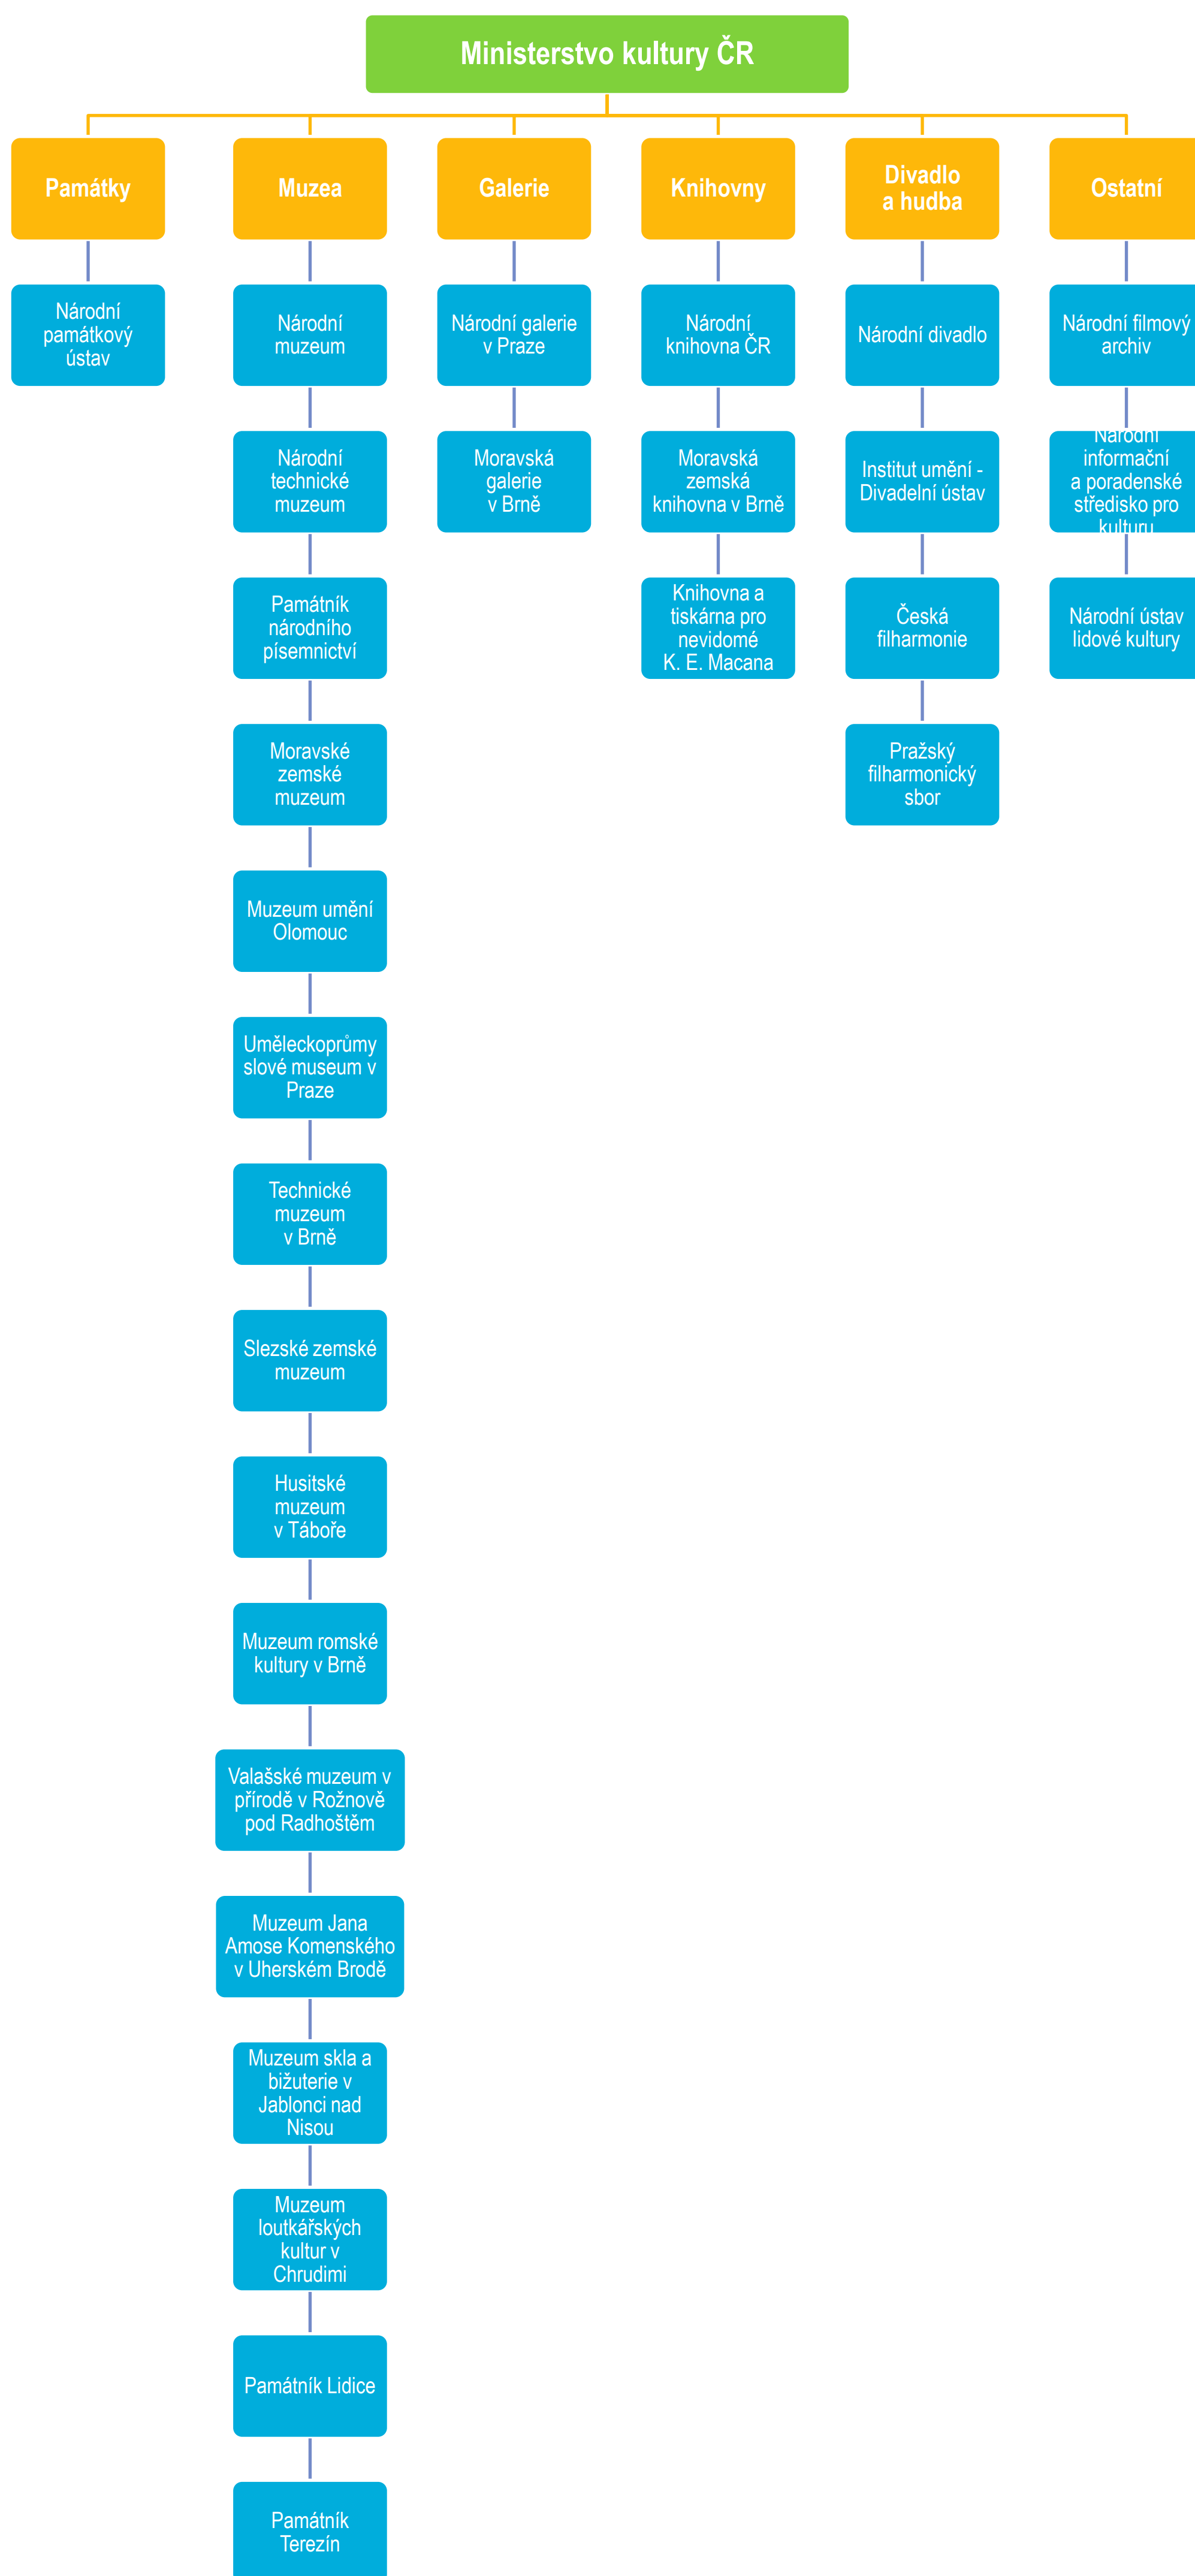 Ministerstvo kultury ČR
Památky
Národní
památkový
ústav
Muzea
Národní
muzeum
Národní
technické
muzeum
Památník
národního
písemnictví
Moravské
zemské
muzeum
Muzeum umění
Olomouc
Uměleckoprůmy
slové museum v
Praze
Technické
muzeum
v Brně
Slezské zemské
muzeum
Husitské
muzeum
v Táboře
Muzeum romské
kultury v Brně
Valašské muzeum v
přírodě v Rožnově
pod Radhoštěm
Muzeum Jana
Amose Komenského
v Uherském Brodě
Muzeum skla a
bižuterie v
Jablonci nad
Nisou
Muzeum
loutkářských
kultur v
Chrudimi
Památník Lidice
Památník
Terezín
Galerie
Národní galerie
v Praze
Moravská
galerie
v Brně
Knihovny
Národní
knihovna ČR
Moravská
zemská
knihovna v Brně
Knihovna a
tiskárna pro
nevidomé
K. E. Macana
Divadlo
a hudba
Národní divadlo
Institut umění -
Divadelní ústav
Česká
filharmonie
Pražský
filharmonický
sbor
Ostatní
Národní filmový
archiv
Národní
informační
a poradenské
středisko pro
kulturu
Národní ústav
lidové kultury